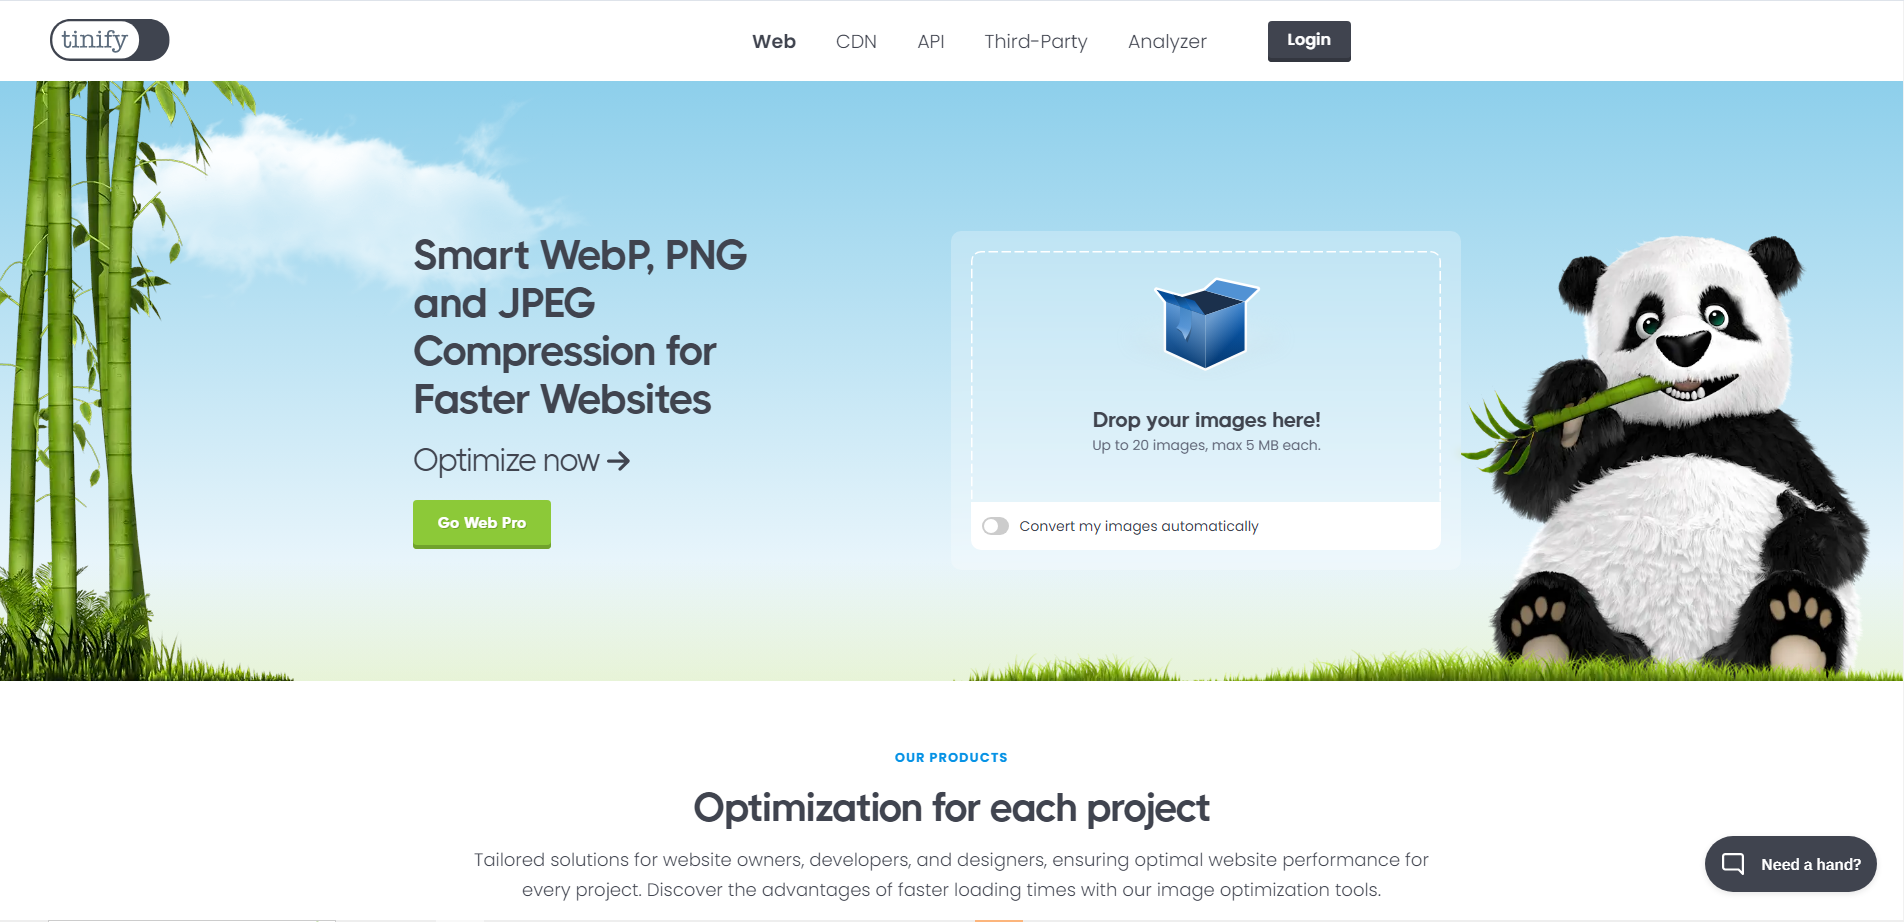 tinify
Web CDN API Third-Party Analyzer Login
Smart WebP, PNG
and JPEG
Compression for
Faster Websites
Optimize now →
Go Web Pro
Drop your images here!
Up to 20 images, max 5 MB each.
Convert my images automatically
OUR PRODUCTS
Optimization for each project
Tailored solutions for website owners, developers, and designers, ensuring optimal website performance for
every project. Discover the advantages of faster loading times with our image optimization tools.
Need a hand?